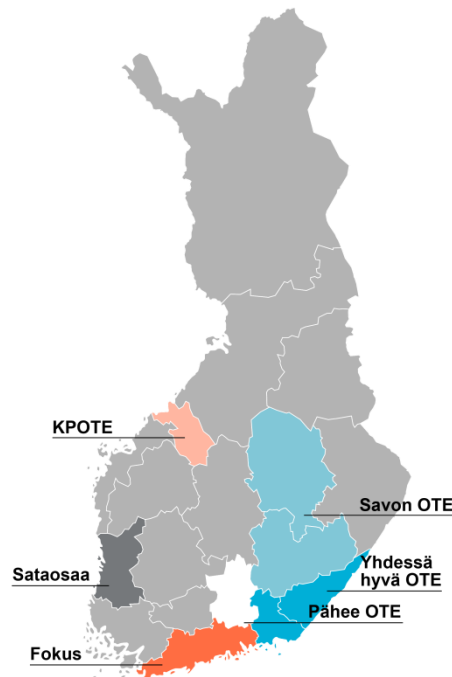 KPOTE
Savon OTE
Yhdessä
hyvä OTE
Sataosaa
Pähee OTE
Fokus